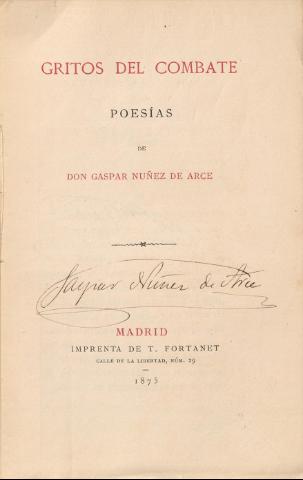 GRITOS DEL COMBATE
POESÍAS
DE
DON GASPAR NUÑEZ DE ARCE
Gaspar Nuñez de Arce
MADRID
IMPRENTA DE T. FORTANET
CALLE DE LA LIBERTAD, NÚM. 29
1875